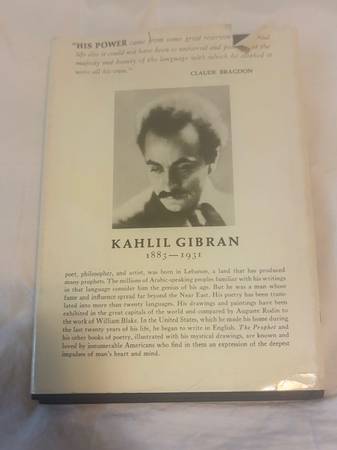 "HIS POWER came from some great reservoir And
life else it could not have been so universal and po of the
majesty and beauty of the language with which he clothed it
were all his own."
CLAUDE BRAGDON
KAHLIL GIBRAN
1883—1931
poet, philosopher, and artist, was born in Lebanon, a land that has produced
many prophets. The millions of Arabic-speaking peoples familiar with his writings
in that language consider him the genius of his age. But he was a man whose
fame and influence spread far beyond the Near East. His poetry has been trans-
lated into more than twenty languages. His drawings and paintings have been
exhibited in the great capitals of the world and compared by Auguste Rodin to
the work of William Blake. In the United States, which he made his home during
the last twenty years of his life, he began to write in English. The Prophet and
his other books of poetry, illustrated with his mystical drawings, are known and
loved by innumerable Americans who find in them an expression of the deepest
impulses of man's heart and mind.